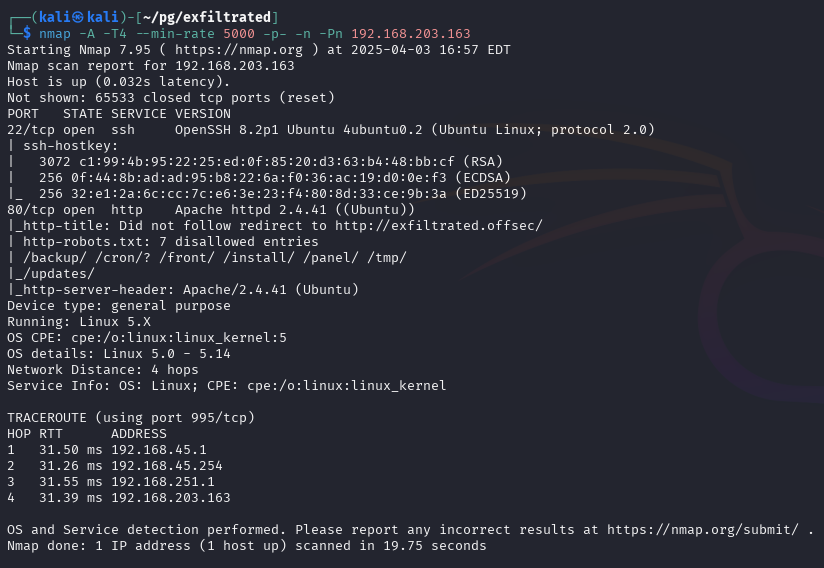 ┌──(kali㉿kali)-[~/pg/exfiltrated]
└─$ nmap -A -T4 --min-rate 5000 -p- -n -Pn 192.168.203.163
Starting Nmap 7.95 ( https://nmap.org ) at 2025-04-03 16:57 EDT
Nmap scan report for 192.168.203.163
Host is up (0.032s latency).
Not shown: 65533 closed tcp ports (reset)
PORT   STATE SERVICE VERSION
22/tcp open  ssh     OpenSSH 8.2p1 Ubuntu 4ubuntu0.2 (Ubuntu Linux; protocol 2.0)
| ssh-hostkey:
|   3072 c1:99:4b:95:22:25:ed:0f:85:20:d3:63:b4:48:bb:cf (RSA)
|   256 0f:44:8b:ad:ad:95:b8:22:6a:f0:36:ac:19:d0:0e:f3 (ECDSA)
|_  256 32:e1:2a:6c:cc:7c:e6:3e:23:f4:80:8d:33:ce:9b:3a (ED25519)
80/tcp open  http    Apache httpd 2.4.41 ((Ubuntu))
|_http-title: Did not follow redirect to http://exfiltrated.offsec/
| http-robots.txt: 7 disallowed entries
| /backup/ /cron/? /front/ /install/ /panel/ /tmp/
|_/updates/
|_http-server-header: Apache/2.4.41 (Ubuntu)
Device type: general purpose
Running: Linux 5.X
OS CPE: cpe:/o:linux:linux_kernel:5
OS details: Linux 5.0 - 5.14
Network Distance: 4 hops
Service Info: OS: Linux; CPE: cpe:/o:linux:linux_kernel

TRACEROUTE (using port 995/tcp)
HOP RTT      ADDRESS
1   31.50 ms 192.168.45.1
2   31.26 ms 192.168.45.254
3   31.55 ms 192.168.251.1
4   31.39 ms 192.168.203.163

OS and Service detection performed. Please report any incorrect results at https://nmap.org/submit/ .
Nmap done: 1 IP address (1 host up) scanned in 19.75 seconds